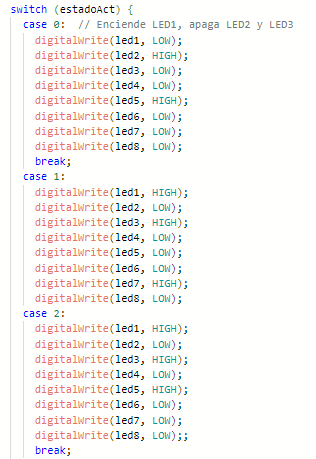 switch (estadoAct) {
case 0:  // Enciende LED1, apaga LED2 y LED3
digitalWrite(led1, LOW);
digitalWrite(led2, HIGH);
digitalWrite(led3, LOW);
digitalWrite(led4, LOW);
digitalWrite(led5, HIGH);
digitalWrite(led6, LOW);
digitalWrite(led7, LOW);
digitalWrite(led8, LOW);
break;
case 1:
digitalWrite(led1, HIGH);
digitalWrite(led2, LOW);
digitalWrite(led3, HIGH);
digitalWrite(led4, LOW);
digitalWrite(led5, LOW);
digitalWrite(led6, LOW);
digitalWrite(led7, HIGH);
digitalWrite(led8, LOW);
case 2:
digitalWrite(led1, HIGH);
digitalWrite(led2, LOW);
digitalWrite(led3, HIGH);
digitalWrite(led4, LOW);
digitalWrite(led5, HIGH);
digitalWrite(led6, LOW);
digitalWrite(led7, LOW);
digitalWrite(led8, LOW);;
break;